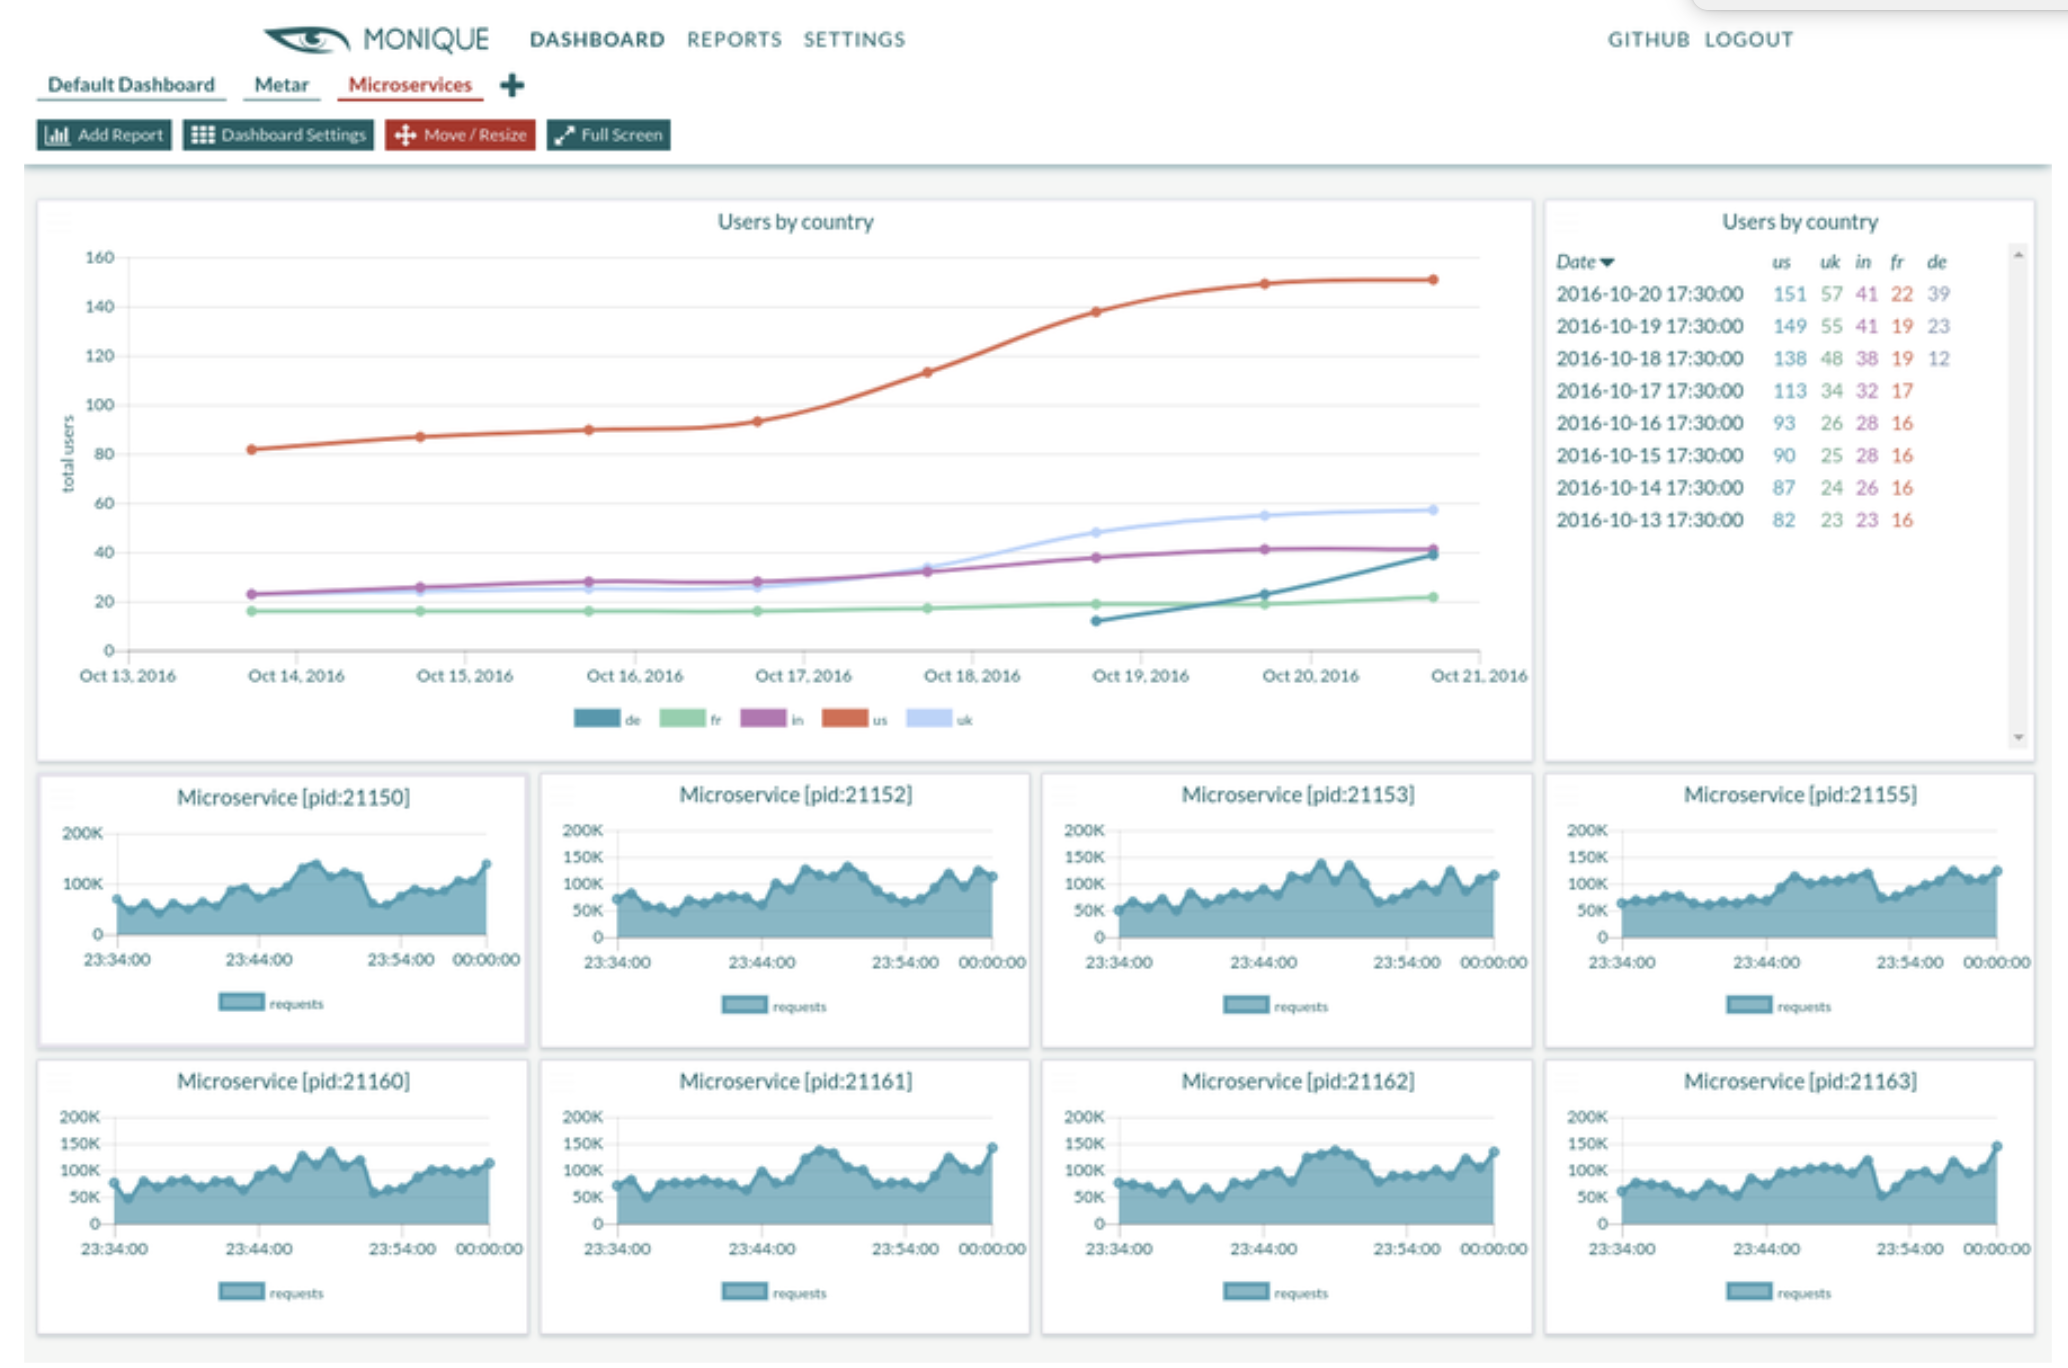 MONIQUE DASHBOARD REPORTS SETTINGS GITHUB LOGOUT
Default Dashboard Metar Microservices
Add Report Dashboard Settings Move / Resize Full Screen
Users by country
160
140
120
100
80
60
40
20
0
total users
Oct 13, 2016 Oct 14, 2016 Oct 15, 2016 Oct 16, 2016 Oct 17, 2016 Oct 18, 2016 Oct 19, 2016 Oct 20, 2016 Oct 21, 2016
de fr in us uk
Users by country
Date us uk in fr de
2016-10-20 17:30:00 151 57 41 22 39
2016-10-19 17:30:00 149 55 41 19 23
2016-10-18 17:30:00 138 48 38 19 12
2016-10-17 17:30:00 113 34 32 17
2016-10-16 17:30:00 93 26 28 16
2016-10-15 17:30:00 90 25 28 16
2016-10-14 17:30:00 87 24 26 16
2016-10-13 17:30:00 82 23 23 16
Microservice [pid:21150]
200K
100K
0
23:34:00 23:44:00 23:54:00 00:00:00
requests
Microservice [pid:21152]
200K
150K
100K
50K
0
23:34:00 23:44:00 23:54:00 00:00:00
requests
Microservice [pid:21153]
200K
150K
100K
50K
0
23:34:00 23:44:00 23:54:00 00:00:00
requests
Microservice [pid:21155]
200K
150K
100K
50K
0
23:34:00 23:44:00 23:54:00 00:00:00
requests
Microservice [pid:21160]
200K
150K
100K
50K
0
23:34:00 23:44:00 23:54:00 00:00:00
requests
Microservice [pid:21161]
200K
150K
100K
50K
0
23:34:00 23:44:00 23:54:00 00:00:00
requests
Microservice [pid:21162]
200K
150K
100K
50K
0
23:34:00 23:44:00 23:54:00 00:00:00
requests
Microservice [pid:21163]
200K
150K
100K
50K
0
23:34:00 23:44:00 23:54:00 00:00:00
requests